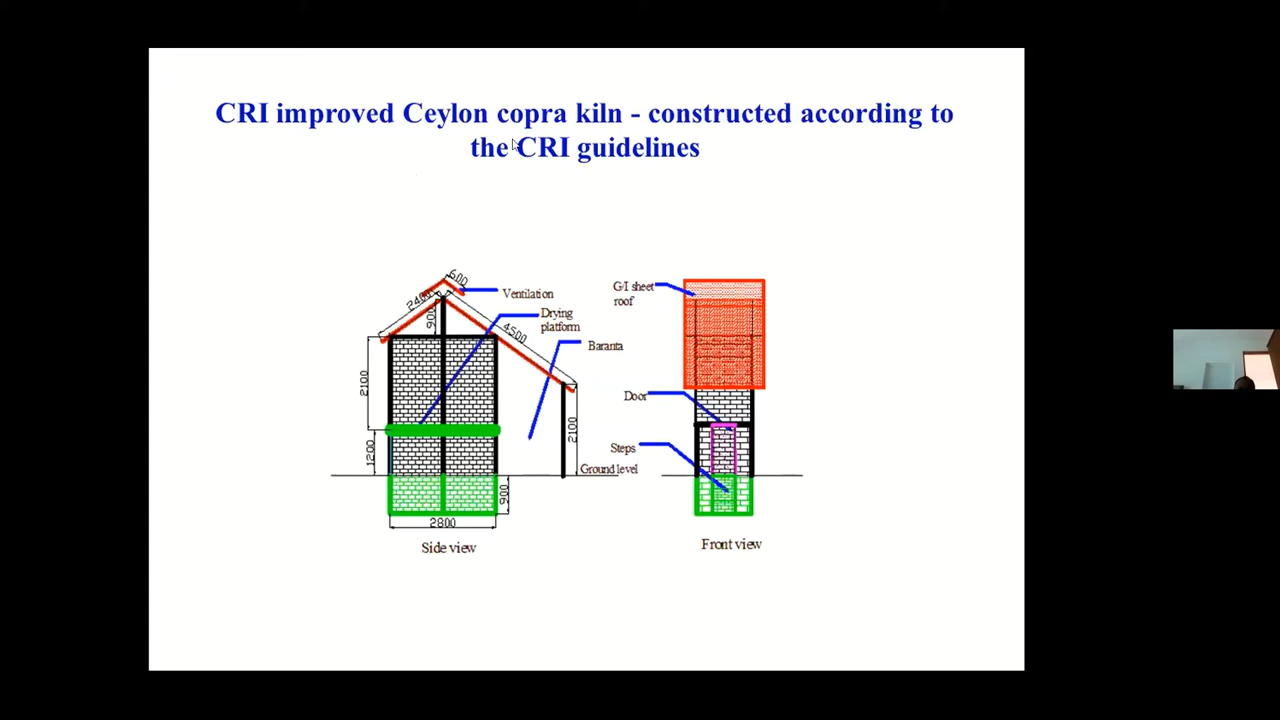 CRI improved Ceylon copra kiln - constructed according to
the CRI guidelines
600
2400
Ventilation
900
4500
Drying
platform
Baranta
2100
1200
2100
Ground level
900
2800
Side view
G/I sheet
roof
Door
Steps
Front view